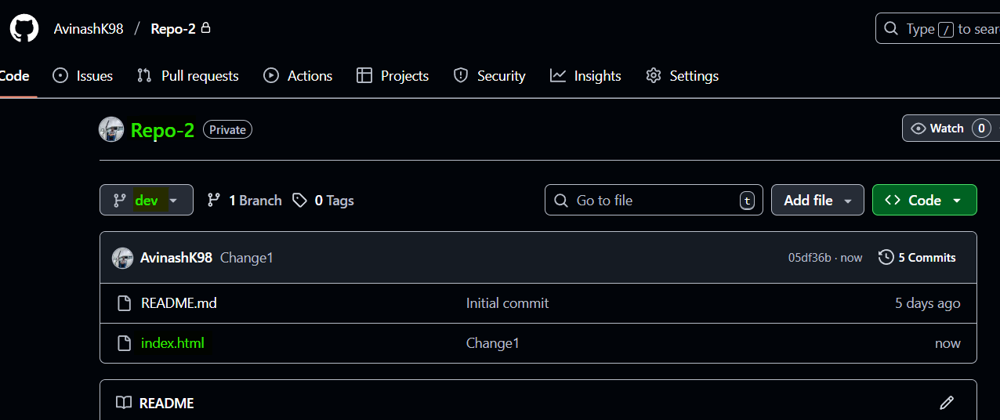 AvinashK98 / Repo-2 Type / to sear
Code Issues Pull requests Actions Projects Security Insights Settings
Repo-2 Private Watch 0
dev 1 Branch 0 Tags Go to file t Add file <> Code
AvinashK98 Change1 05df36b · now 5 Commits
README.md Initial commit 5 days ago
index.html Change1 now
README